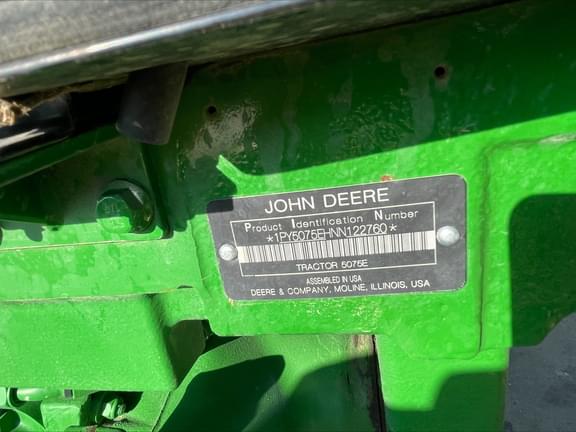 JOHN DEERE
Product Identification Number
*1PY5075EHNN122760*
TRACTOR 5075E
ASSEMBLED IN USA
DEERE & COMPANY, MOLINE, ILLINOIS, USA